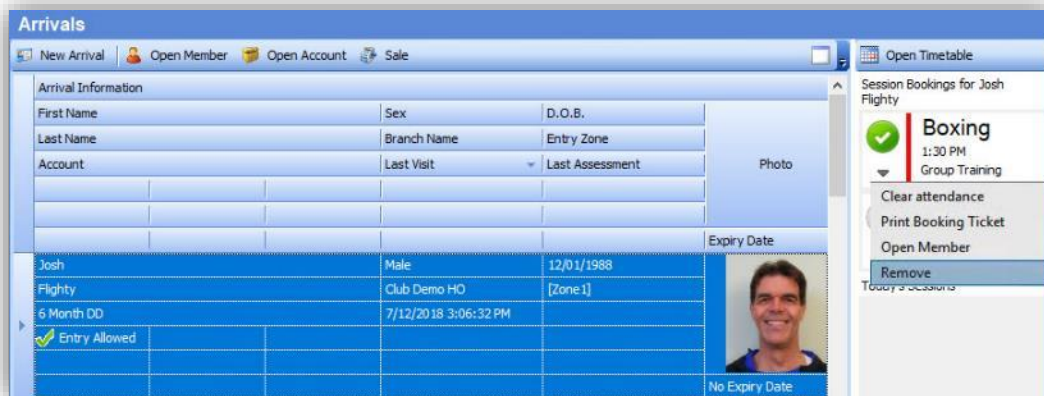 Arrivals
New Arrival Open Member Open Account Sale
Arrival Information
First Name Sex D.O.B.
Last Name Branch Name Entry Zone
Account Last Visit Last Assessment Photo
Expiry Date
Josh Male 12/01/1988
Flighty Club Demo HO [Zone1]
6 Month DD 7/12/2018 3:06:32 PM
Entry Allowed
No Expiry Date
Open Timetable
Session Bookings for Josh
Flighty
Boxing
1:30 PM
Group Training
Clear attendance
Print Booking Ticket
Open Member
Remove
Today's Sessions